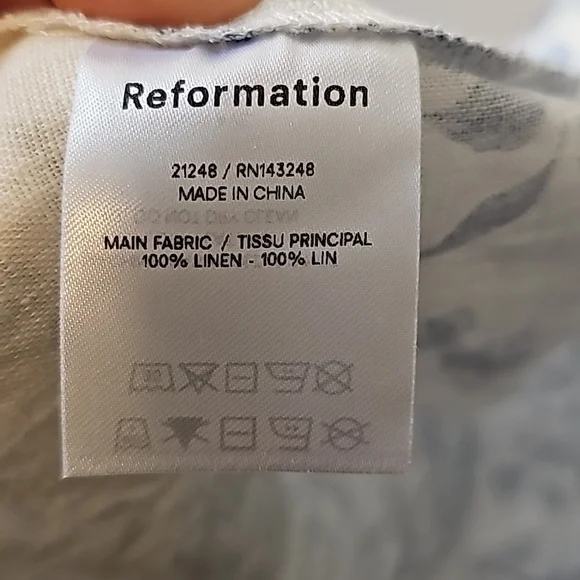 Reformation
21248 / RN143248
MADE IN CHINA
MAIN FABRIC / TISSU PRINCIPAL
100% LINEN - 100% LIN